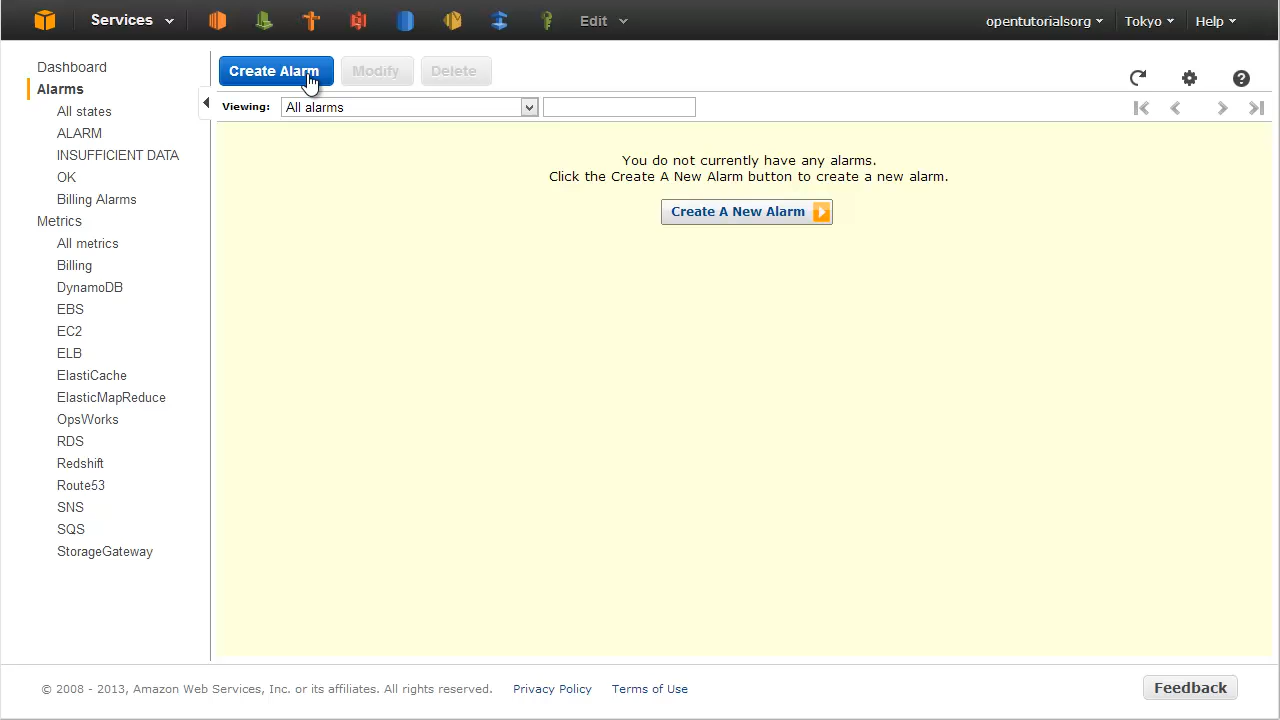 Services
Edit
opentutorialsorg
Tokyo
Help
Dashboard
Alarms
All states
ALARM
INSUFFICIENT DATA
OK
Billing Alarms
Metrics
All metrics
Billing
DynamoDB
EBS
EC2
ELB
ElastiCache
ElasticMapReduce
OpsWorks
RDS
Redshift
Route53
SNS
SQS
StorageGateway
Create Alarm
Modify
Delete
Viewing: All alarms
You do not currently have any alarms.
Click the Create A New Alarm button to create a new alarm.
Create A New Alarm
© 2008 - 2013, Amazon Web Services, Inc. or its affiliates. All rights reserved.
Privacy Policy
Terms of Use
Feedback